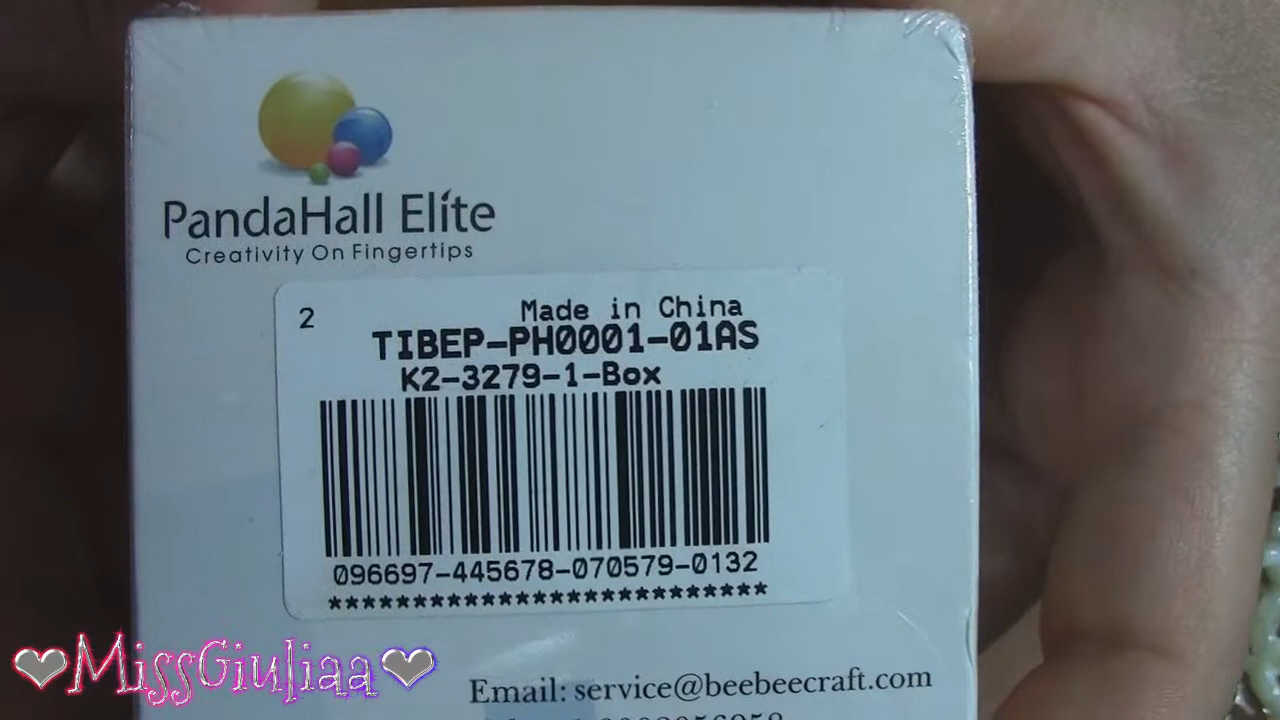 PandaHall Elite
Creativity On Fingertips
2
Made in China
TIBEP-PH0001-01AS
K2-3279-1-Box
096697-445678-070579-0132
**************************
Email: service@beebeecraft.com
❤MissGiuliaa❤